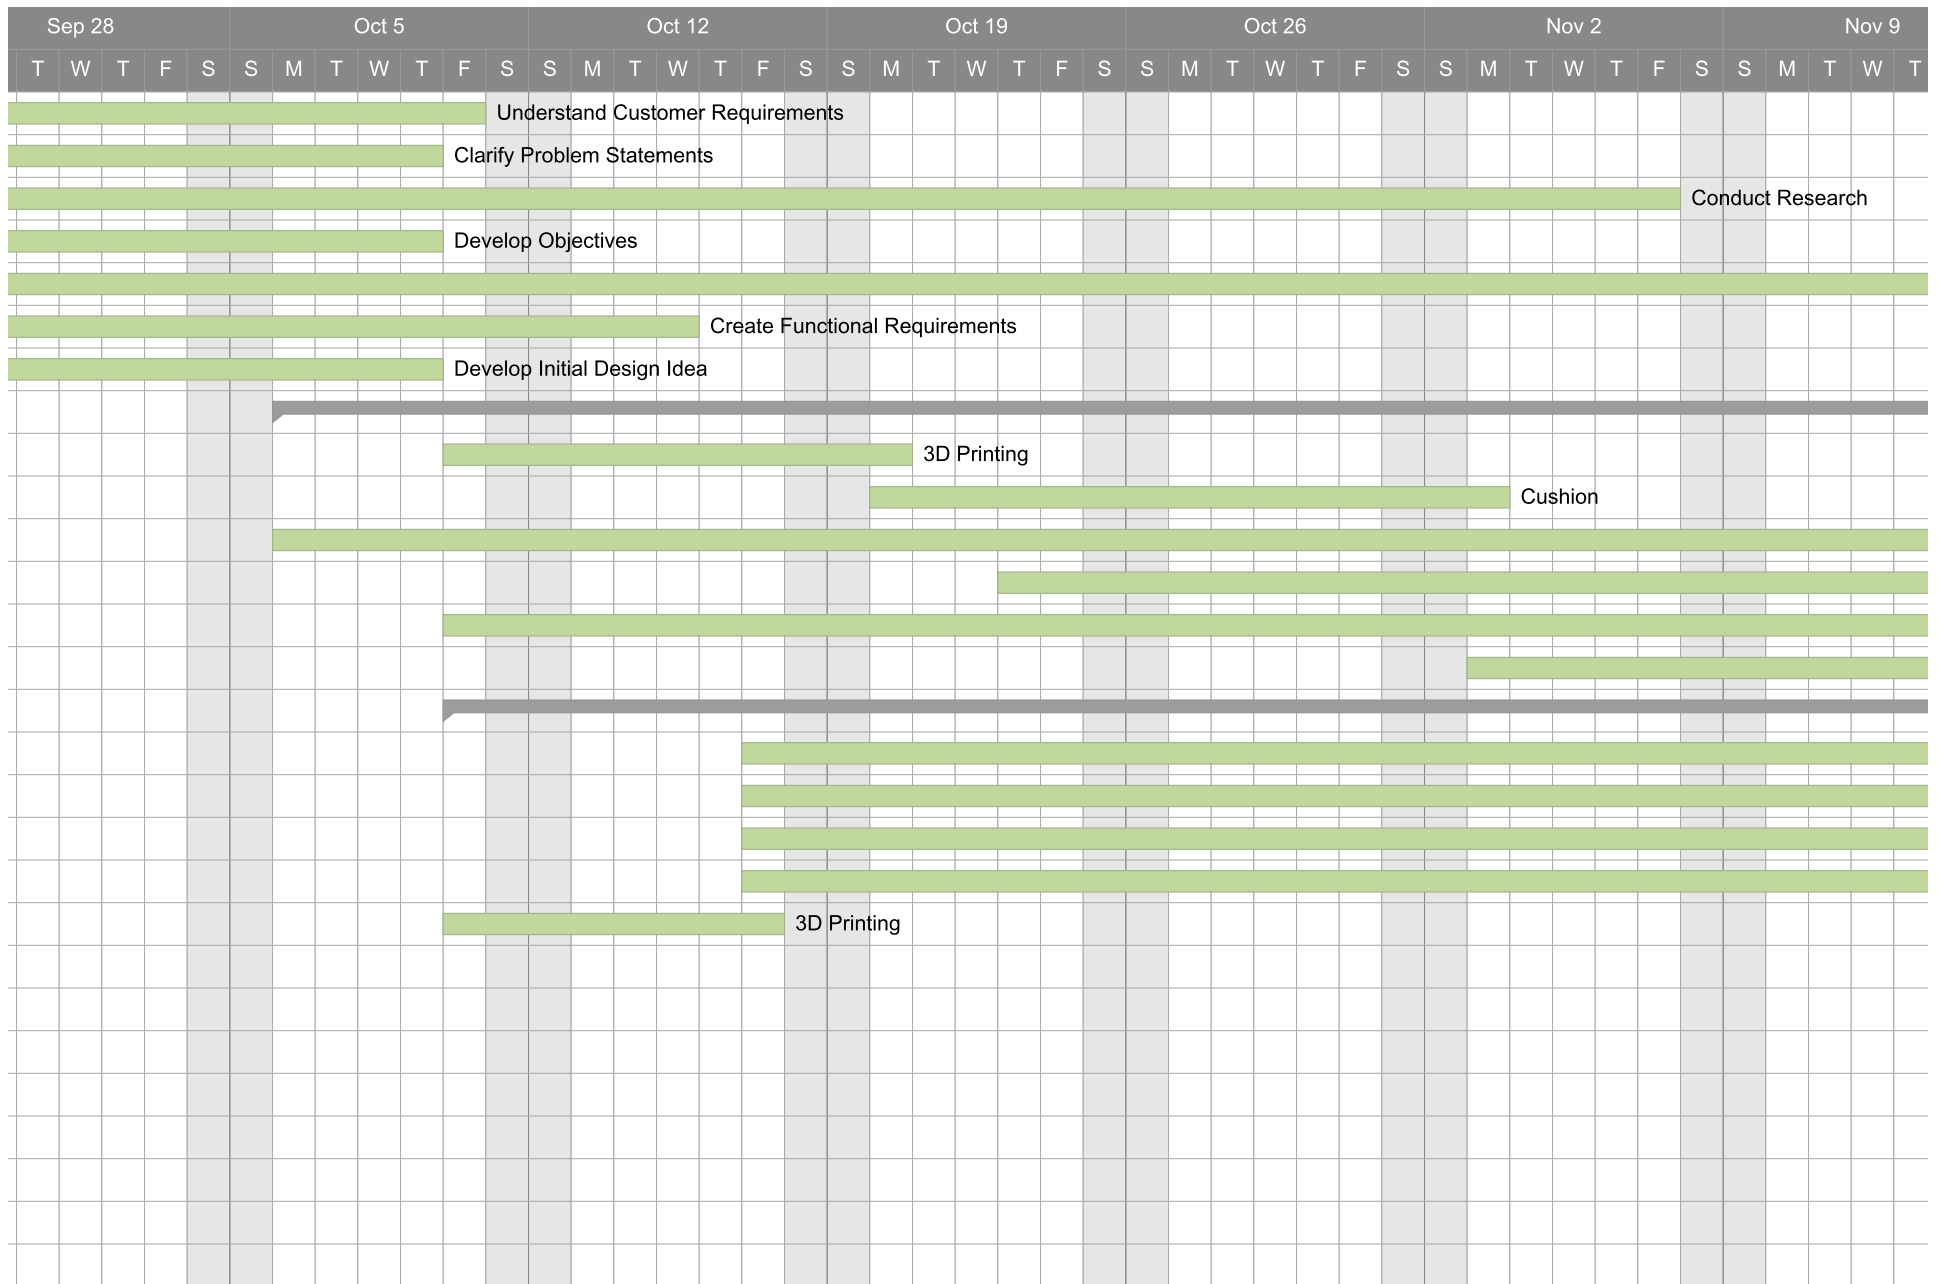 Sep 28 Oct 5 Oct 12 Oct 19 Oct 26 Nov 2 Nov 9
T W T F S S M T W T F S S M T W T F S S M T W T F S S M T W T F S S M T W T F S S M T W T
Understand Customer Requirements
Clarify Problem Statements
Conduct Research
Develop Objectives
Create Functional Requirements
Develop Initial Design Idea
3D Printing
Cushion
3D Printing